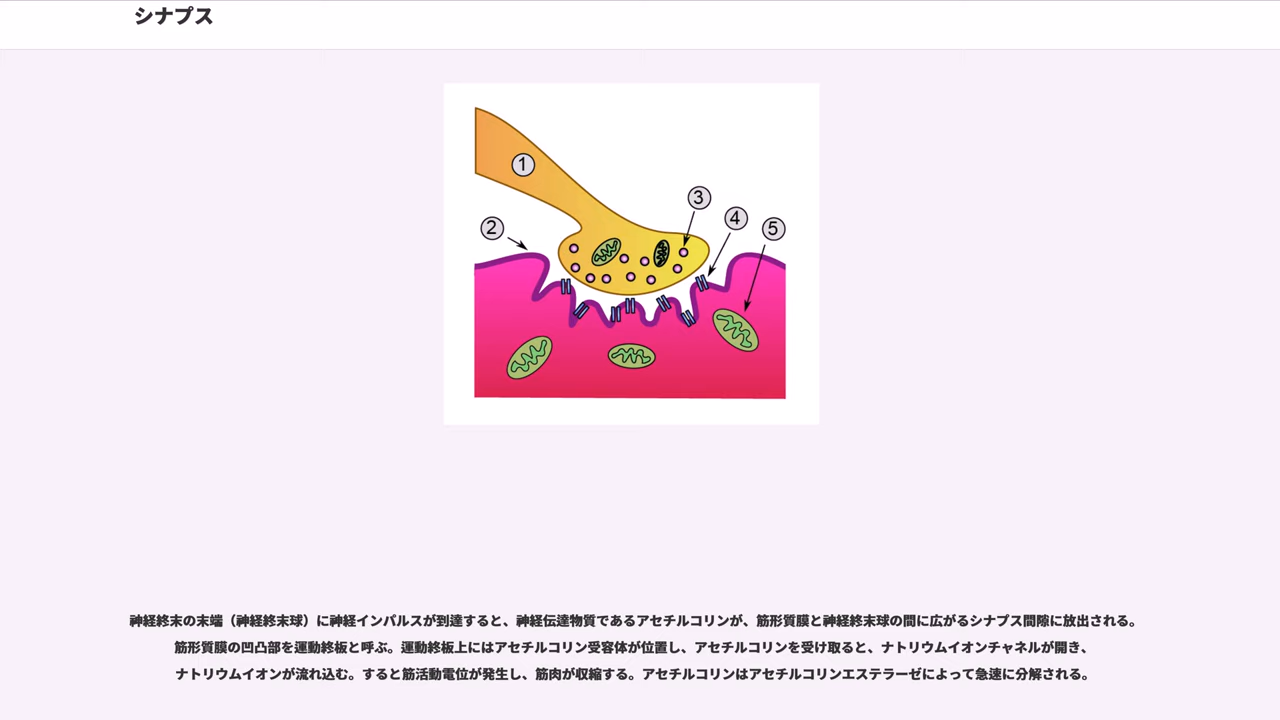 シナプス
1
2
3
4
5
神経終末の末端（神経終末球）に神経インパルスが到達すると、神経伝達物質であるアセチルコリンが、筋形質膜と神経終末球の間に広がるシナプス間隙に放出される。
筋形質膜の凹凸部を運動終板と呼ぶ。運動終板上にはアセチルコリン受容体が位置し、アセチルコリンを受け取ると、ナトリウムイオンチャネルが開き、
ナトリウムイオンが流れ込む。すると筋活動電位が発生し、筋肉が収縮する。アセチルコリンはアセチルコリンエステラーゼによって急速に分解される。